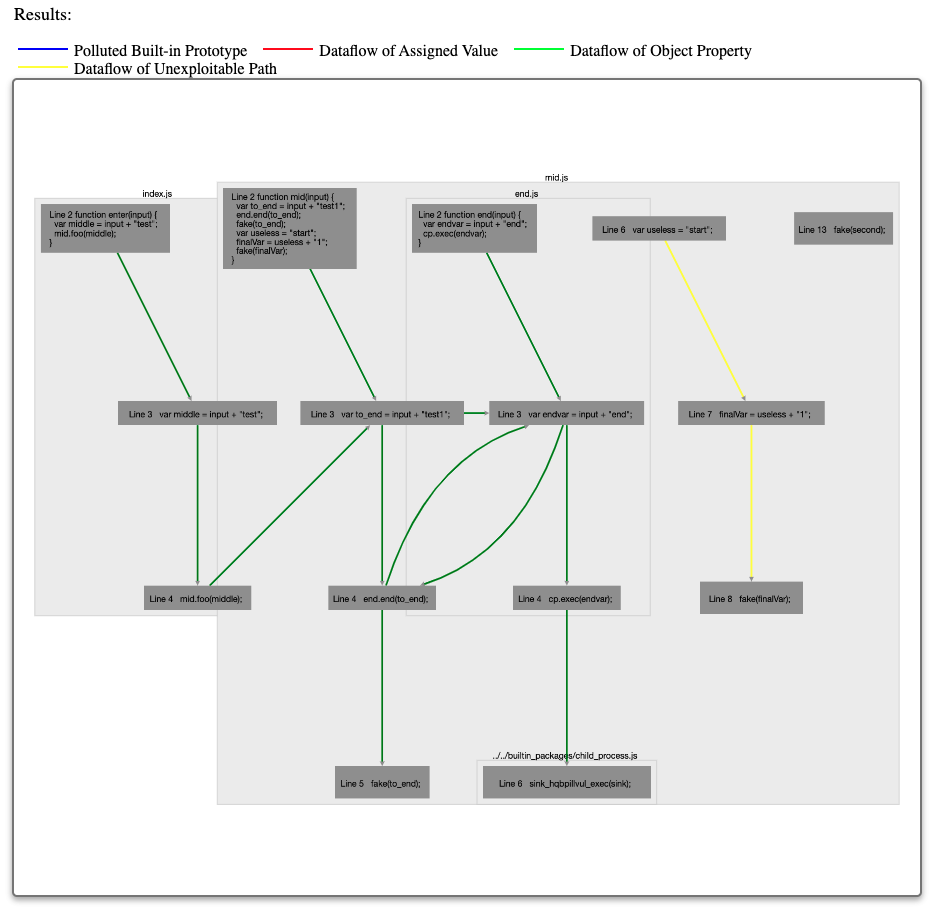 Results:
Polluted Built-in Prototype
Dataflow of Assigned Value
Dataflow of Object Property
Dataflow of Unexploitable Path
mid.js
index.js
end.js
Line 2 function enter(input) {
var middle = input + "test";
mid.foo(middle);
}
Line 2 function mid(input) {
var to_end = input + "test1";
end.end(to_end);
fake(to_end);
var useless = "start";
finalVar = useless + "1";
fake(finalVar);
}
Line 2 function end(input) {
var endvar = input + "end";
cp.exec(endvar);
}
Line 6 var useless = "start";
Line 13 fake(second);
Line 3 var middle = input + "test";
Line 3 var to_end = input + "test1";
Line 3 var endvar = input + "end";
Line 7 finalVar = useless + "1";
Line 4 mid.foo(middle);
Line 4 end.end(to_end);
Line 4 cp.exec(endvar);
Line 8 fake(finalVar);
../../builtin_packages/child_process.js
Line 5 fake(to_end);
Line 6 sink_hqbpillvul_exec(sink);